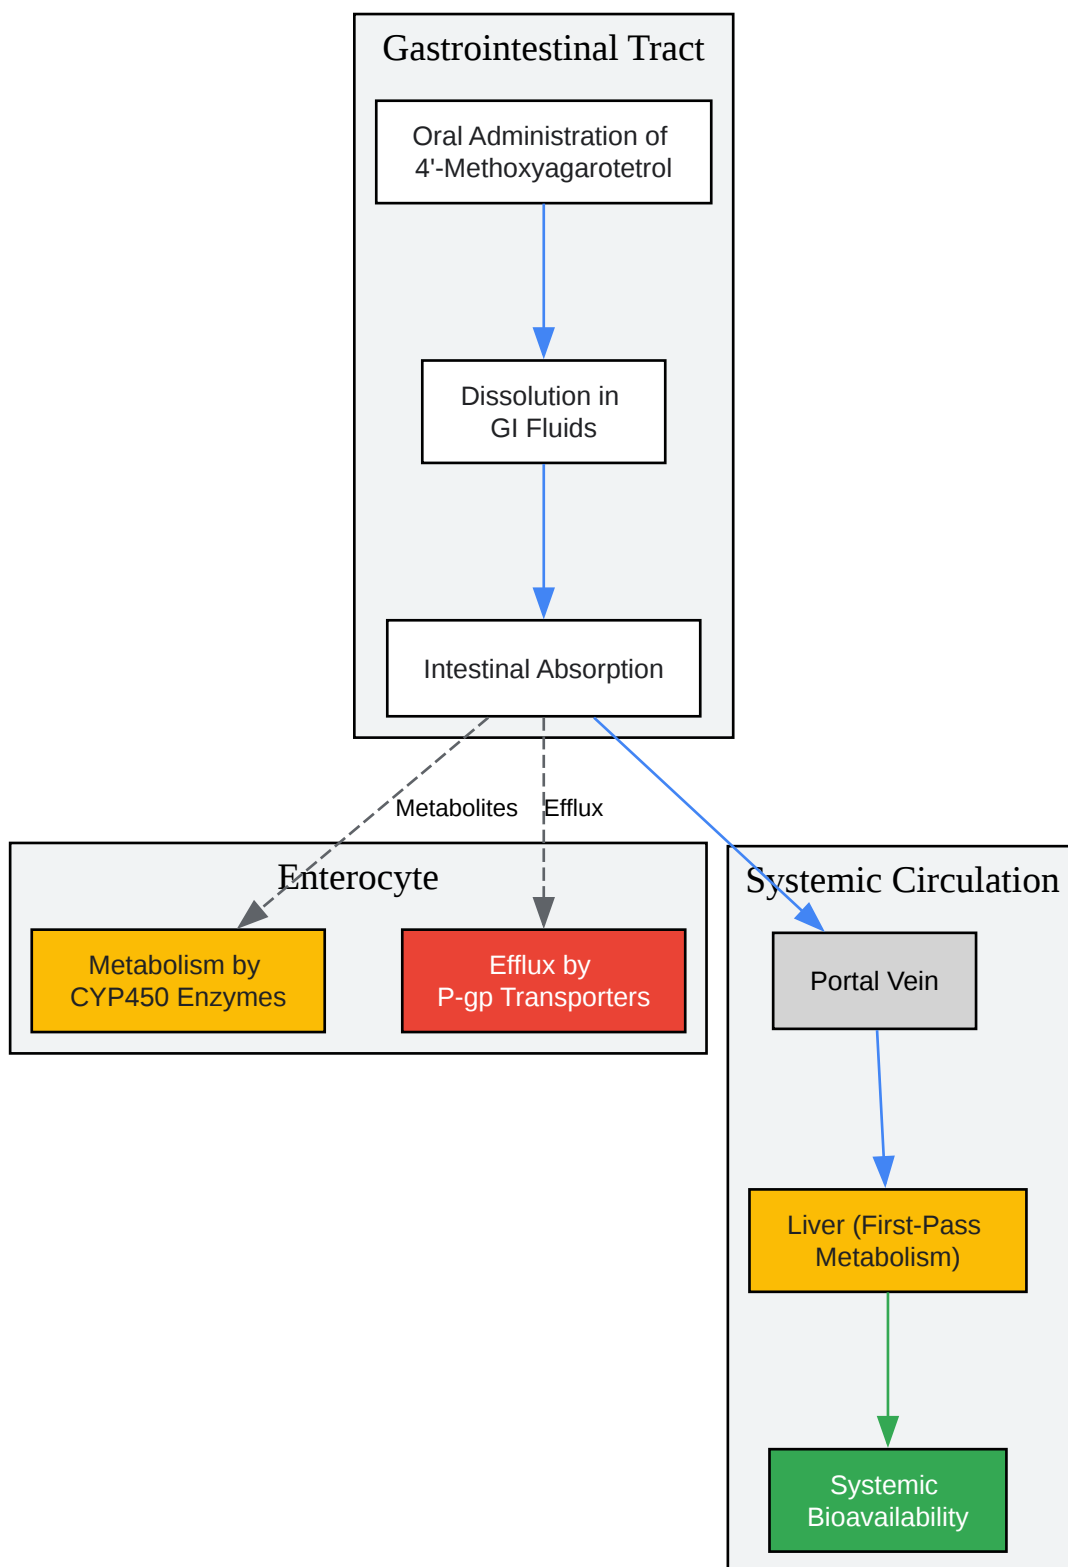 Gastrointestinal Tract
Oral Administration of
4'-Methoxyagarotetrol
Dissolution in
GI Fluids
Intestinal Absorption
Metabolites
Efflux
Enterocyte
Systemic Circulation
Metabolism by
CYP450 Enzymes
Efflux by
P-gp Transporters
Portal Vein
Liver (First-Pass
Metabolism)
Systemic
Bioavailability